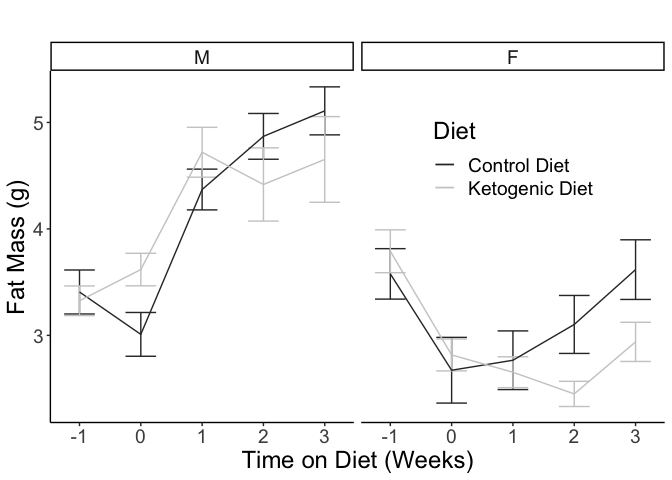 M
F
Diet
Control Diet
Ketogenic Diet
Fat Mass (g)
5
4
3
-1 0 1 2 3
-1 0 1 2 3
Time on Diet (Weeks)